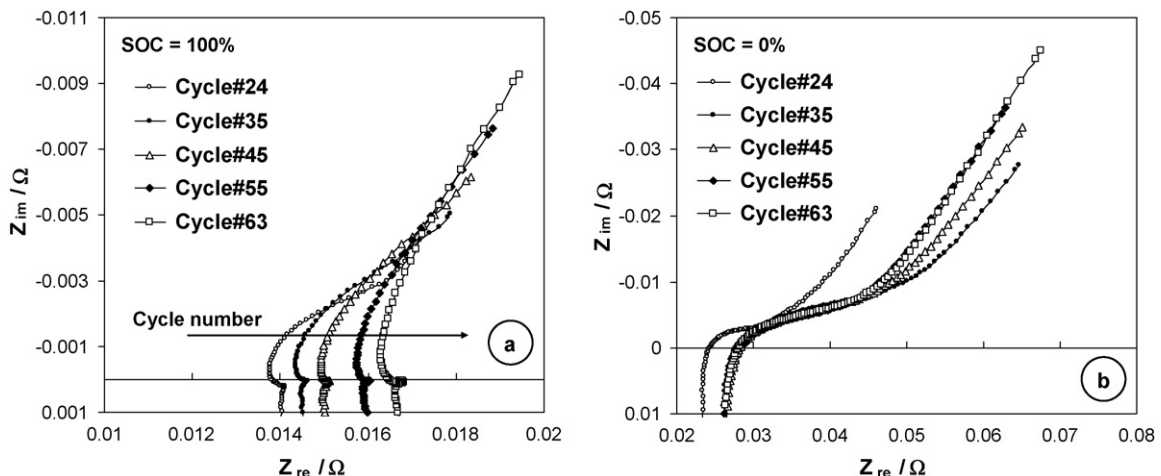 -0.011
-0.009
-0.007
-0.005
-0.003
-0.001
0.001
Z im / Ω
SOC = 100%
Cycle#24
Cycle#35
Cycle#45
Cycle#55
Cycle#63
Cycle number
a
0.01 0.012 0.014 0.016 0.018 0.02
Z re / Ω
-0.05
-0.04
-0.03
-0.02
-0.01
0
0.01
Z im / Ω
SOC = 0%
Cycle#24
Cycle#35
Cycle#45
Cycle#55
Cycle#63
b
0.02 0.03 0.04 0.05 0.06 0.07 0.08
Z re / Ω